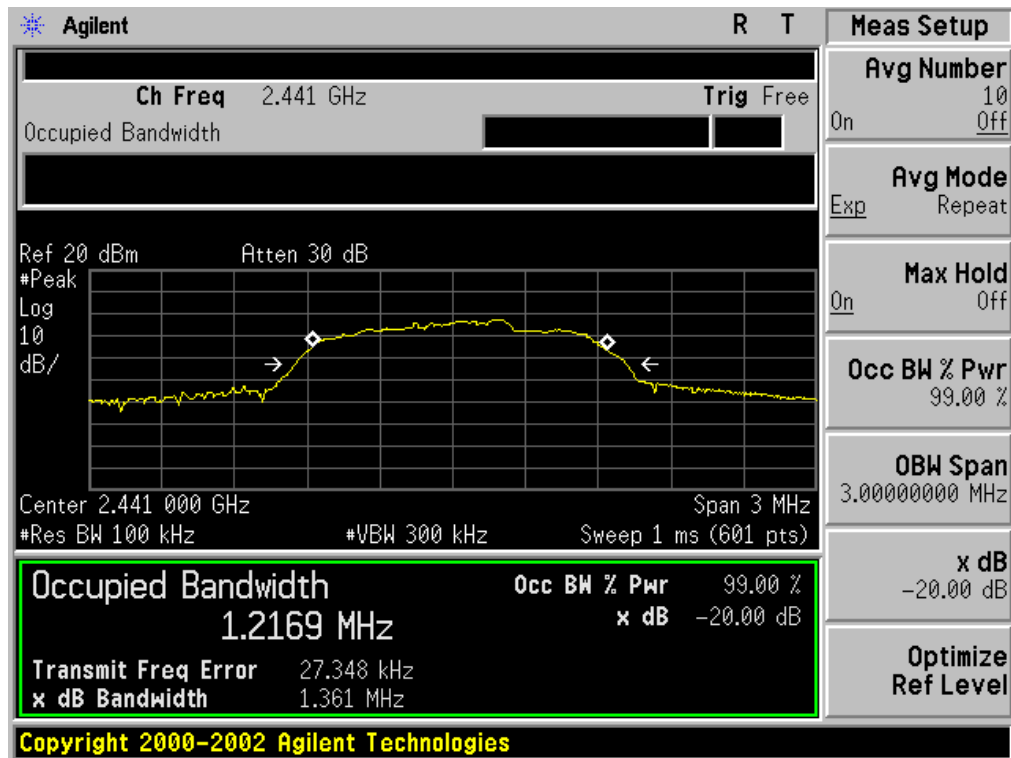 Agilent R T
Ch Freq 2.441 GHz Trig Free
Occupied Bandwidth
Ref 20 dBm Atten 30 dB
#Peak
Log
10
dB/
Center 2.441 000 GHz Span 3 MHz
#Res BW 100 kHz #VBW 300 kHz Sweep 1 ms (601 pts)
Occupied Bandwidth Occ BW % Pwr 99.00 %
1.2169 MHz x dB -20.00 dB
Transmit Freq Error 27.348 kHz
x dB Bandwidth 1.361 MHz
Copyright 2000-2002 Agilent Technologies
Meas Setup
Avg Number
10
On Off
Avg Mode
Exp Repeat
Max Hold
On Off
Occ BW % Pwr
99.00 %
OBW Span
3.00000000 MHz
x dB
-20.00 dB
Optimize
Ref Level